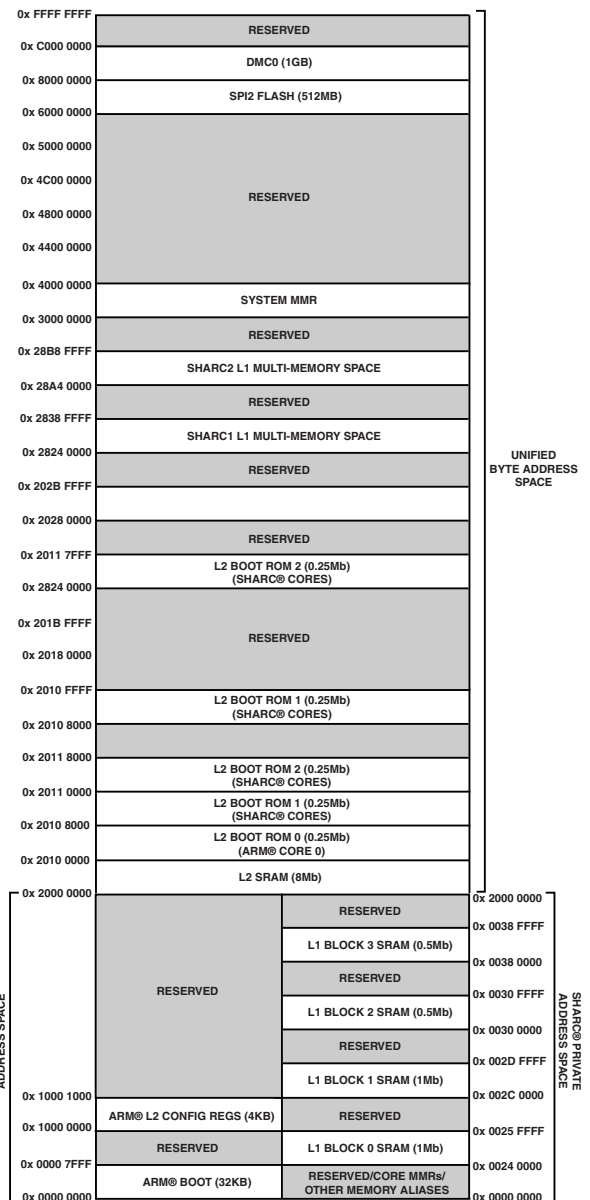 0x FFFF FFFF
RESERVED
0x C000 0000
DMC0 (1GB)
0x 8000 0000
SPI2 FLASH (512MB)
0x 6000 0000
0x 5000 0000
0x 4C00 0000
RESERVED
0x 4800 0000
0x 4400 0000
0x 4000 0000
SYSTEM MMR
0x 3000 0000
RESERVED
0x 28B8 FFFF
SHARC2 L1 MULTI-MEMORY SPACE
0x 28A4 0000
RESERVED
0x 2838 FFFF
SHARC1 L1 MULTI-MEMORY SPACE
0x 2824 0000
RESERVED
0x 202B FFFF
0x 2028 0000
RESERVED
0x 2011 7FFF
L2 BOOT ROM 2 (0.25Mb)
(SHARC® CORES)
0x 2824 0000
0x 201B FFFF
RESERVED
0x 2018 0000
0x 2010 FFFF
L2 BOOT ROM 1 (0.25Mb)
(SHARC® CORES)
0x 2010 8000
0x 2011 8000
L2 BOOT ROM 2 (0.25Mb)
(SHARC® CORES)
0x 2011 0000
L2 BOOT ROM 1 (0.25Mb)
(SHARC® CORES)
0x 2010 8000
L2 BOOT ROM 0 (0.25Mb)
(ARM® CORE 0)
0x 2010 0000
L2 SRAM (8Mb)
0x 2000 0000
UNIFIED
BYTE ADDRESS
SPACE
ADDRESS SPACE
RESERVED
0x 1000 1000
ARM® L2 CONFIG REGS (4KB)
0x 1000 0000
RESERVED
0x 0000 7FFF
ARM® BOOT (32KB)
0x 0000 0000
0x 2000 0000
RESERVED
0x 0038 FFFF
L1 BLOCK 3 SRAM (0.5Mb)
0x 0038 0000
RESERVED
0x 0030 FFFF
L1 BLOCK 2 SRAM (0.5Mb)
0x 0030 0000
RESERVED
0x 002D FFFF
L1 BLOCK 1 SRAM (1Mb)
0x 002C 0000
RESERVED
0x 0025 FFFF
L1 BLOCK 0 SRAM (1Mb)
0x 0024 0000
RESERVED/CORE MMRs/
OTHER MEMORY ALIASES
0x 0000 0000
SHARC® PRIVATE
ADDRESS SPACE